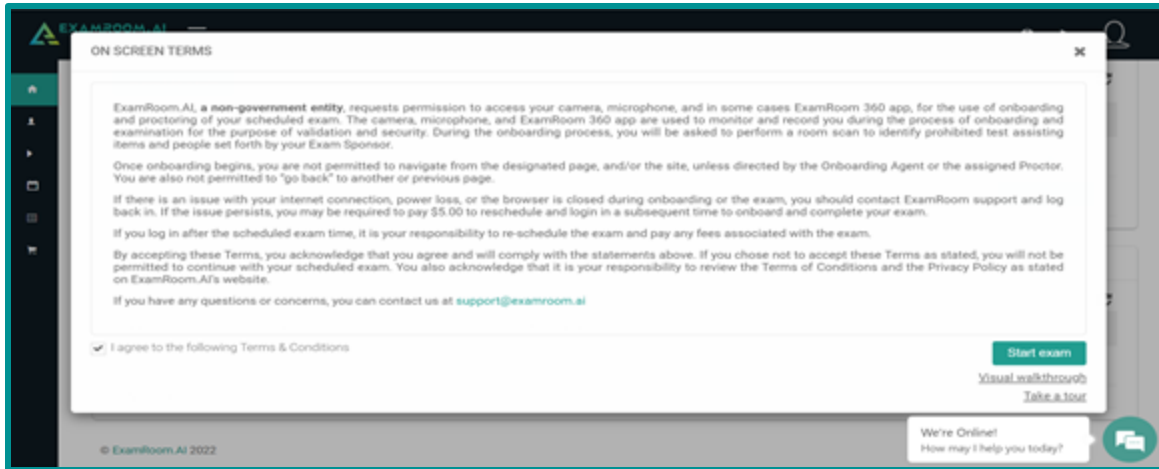 EXAMROOM.AI
ON SCREEN TERMS
ExamRoom.AI, a non-government entity, requests permission to access your camera, microphone, and in some cases ExamRoom 360 app, for the use of onboarding
and proctoring of your scheduled exam. The camera, microphone, and ExamRoom 360 app are used to monitor and record you during the process of onboarding and
examination for the purpose of validation and security. During the onboarding process, you will be asked to perform a room scan to identify prohibited test assisting
items and people set forth by your Exam Sponsor.
Once onboarding begins, you are not permitted to navigate from the designated page, and/or the site, unless directed by the Onboarding Agent or the assigned Proctor.
You are also not permitted to "go back" to another or previous page.
If there is an issue with your internet connection, power loss, or the browser is closed during onboarding or the exam, you should contact ExamRoom support and log
back in. If the issue persists, you may be required to pay $5.00 to reschedule and login in a subsequent time to onboard and complete your exam.
If you log in after the scheduled exam time, it is your responsibility to re-schedule the exam and pay any fees associated with the exam.
By accepting these Terms, you acknowledge that you agree and will comply with the statements above. If you chose not to accept these Terms as stated, you will not be
permitted to continue with your scheduled exam. You also acknowledge that it is your responsibility to review the Terms of Conditions and the Privacy Policy as stated
on ExamRoom.AI's website.
If you have any questions or concerns, you can contact us at support@examroom.ai
I agree to the following Terms & Conditions
Start exam
Visual walkthrough
Take a tour
We're Online!
How may I help you today?
© ExamRoom.AI 2022